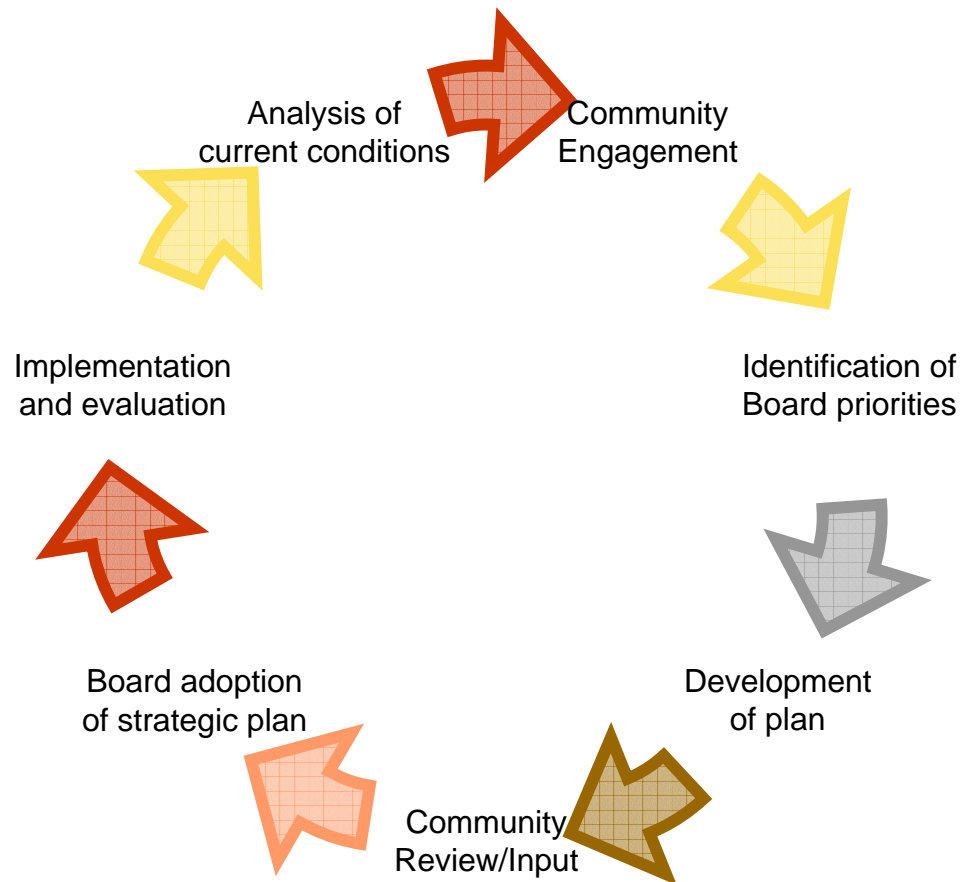 Analysis of
current conditions
Community
Engagement
Identification of
Board priorities
Development
of plan
Community
Review/Input
Board adoption
of strategic plan
Implementation
and evaluation